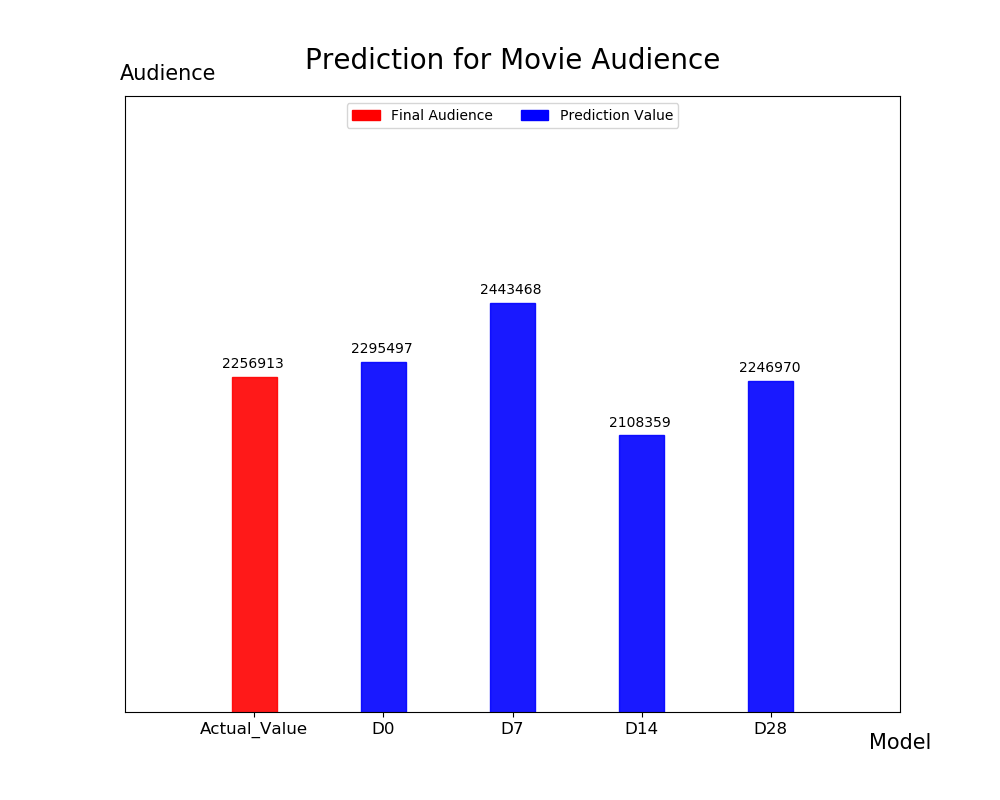 Prediction for Movie Audience
Audience
Final Audience
Prediction Value
2256913
2295497
2443468
2108359
2246970
Actual_Value
D0
D7
D14
D28
Model